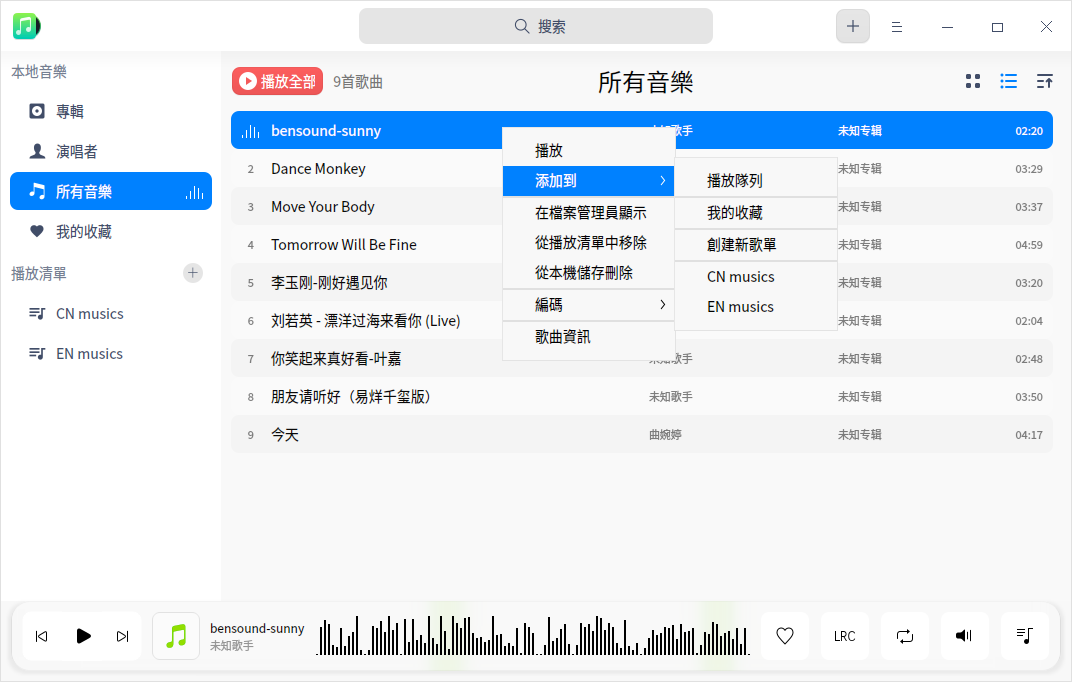 搜索
本地音樂
專輯
演唱者
所有音樂
我的收藏
播放清單
CN musics
EN musics
播放全部 9首歌曲 所有音樂
bensound-sunny 未知歌手 未知专辑 02:20
2 Dance Monkey 未知专辑 03:29
3 Move Your Body 未知专辑 03:37
4 Tomorrow Will Be Fine 未知专辑 04:59
5 李玉刚-刚好遇见你 未知专辑 03:20
6 刘若英 - 漂洋过海来看你 (Live) 未知专辑 02:04
7 你笑起来真好看-叶嘉 未知歌手 未知专辑 02:48
8 朋友请听好（易烊千玺版） 未知歌手 未知专辑 03:50
9 今天 曲婉婷 未知专辑 04:17
播放
添加到
在檔案管理員顯示
從播放清單中移除
從本機儲存刪除
編碼
歌曲資訊
播放隊列
我的收藏
創建新歌單
CN musics
EN musics
bensound-sunny
未知歌手
LRC